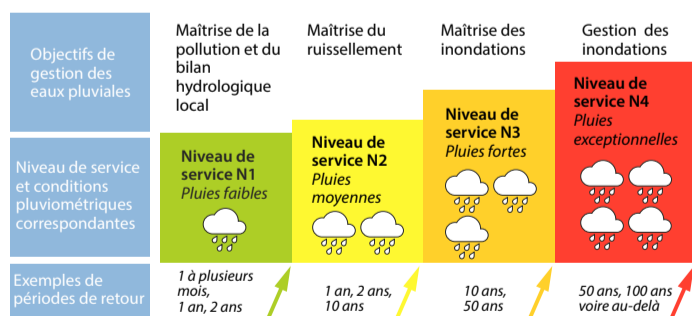 Objectifs de
gestion des
eaux pluviales
Maîtrise de la
pollution et du
bilan
hydrologique
local
Maîtrise du
ruissellement
Maîtrise des
inondations
Gestion des
inondations
Niveau de service
et conditions
pluviométriques
correspondantes
Niveau de
service N1
Pluies faibles
Niveau de
service N2
Pluies
moyennes
Niveau de
service N3
Pluies fortes
Niveau de
service N4
Pluies
exceptionnelles
Exemples de
périodes de retour
1 à plusieurs
mois,
1 an, 2 ans
1 an, 2 ans,
10 ans
10 ans,
50 ans
50 ans, 100 ans
voire au-delà